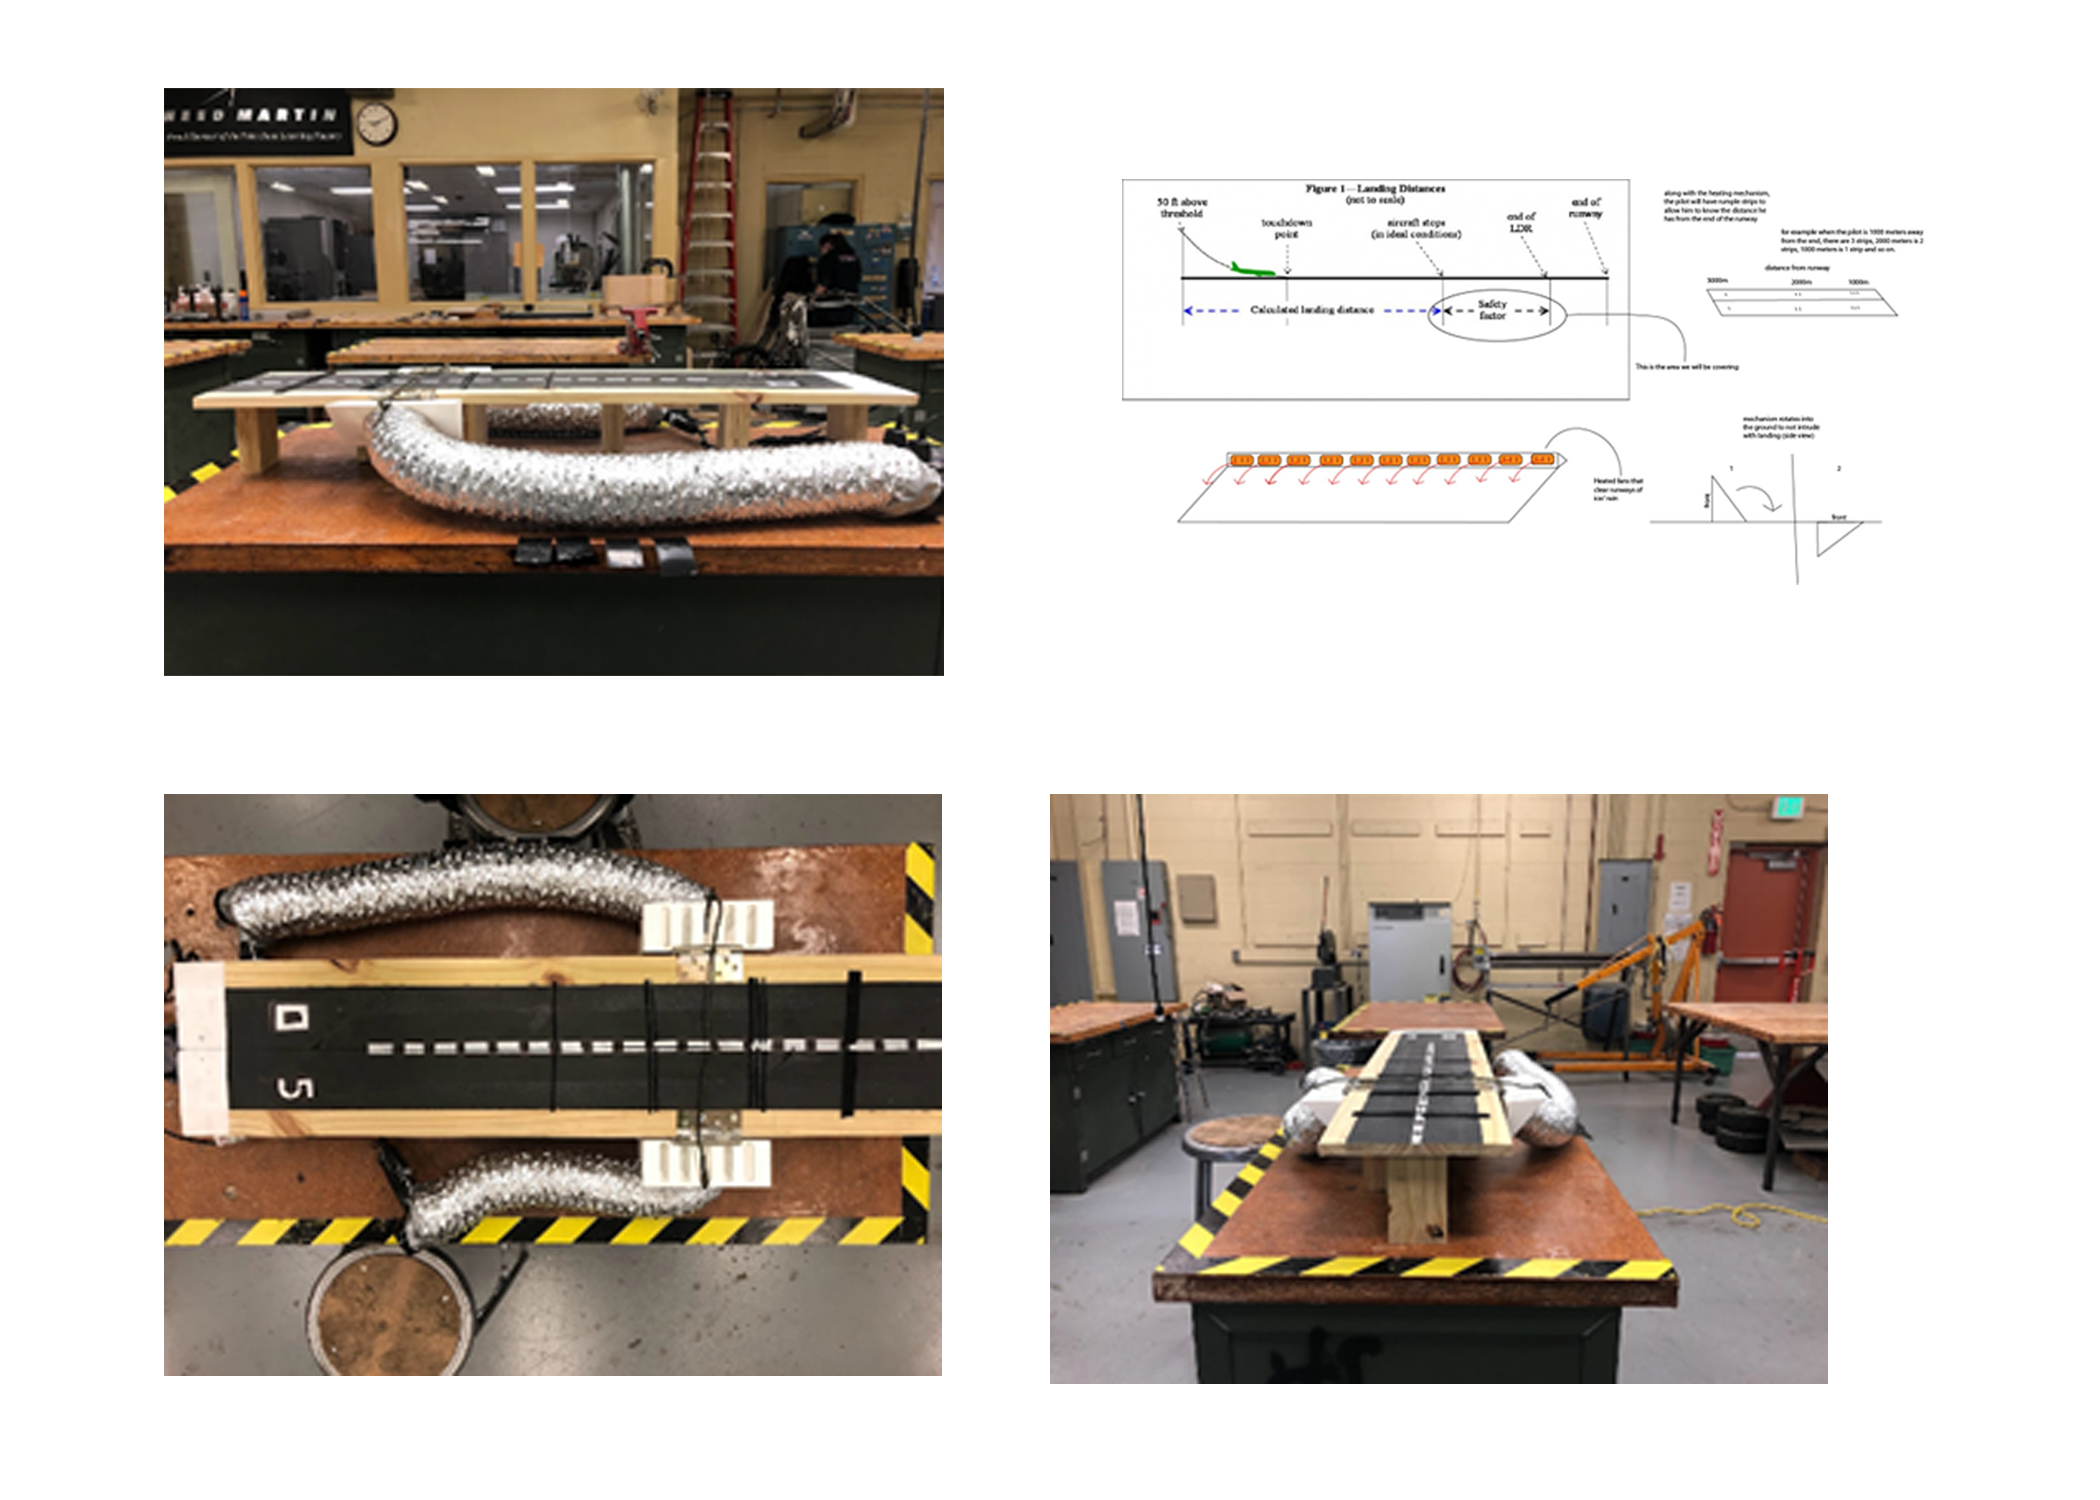 MARTIN
Figure 1—Landing Distances
(not to scale)
50 ft above
threshold
touchdown
point
aircraft stops
(in ideal conditions)
end of
LDR
end of
runway
Calculated landing distance
Safety
factor
along with the heating mechanism,
the pilot will have rumple strips to
allow him to know the distance he
has from the end of the runway
for example when the pilot is 1000 meters away
from the end, there are 3 strips, 2000 meters is 2
strips, 1000 meters is 1 strip and so on.
distance from runway
3000m
2000m
1000m
This is the area we will be covering
Heated fans that
clear runways of
ice/ rain
mechanism rotates into
the ground to not intrude
with landing (side view)
1
2
front
front
0
5